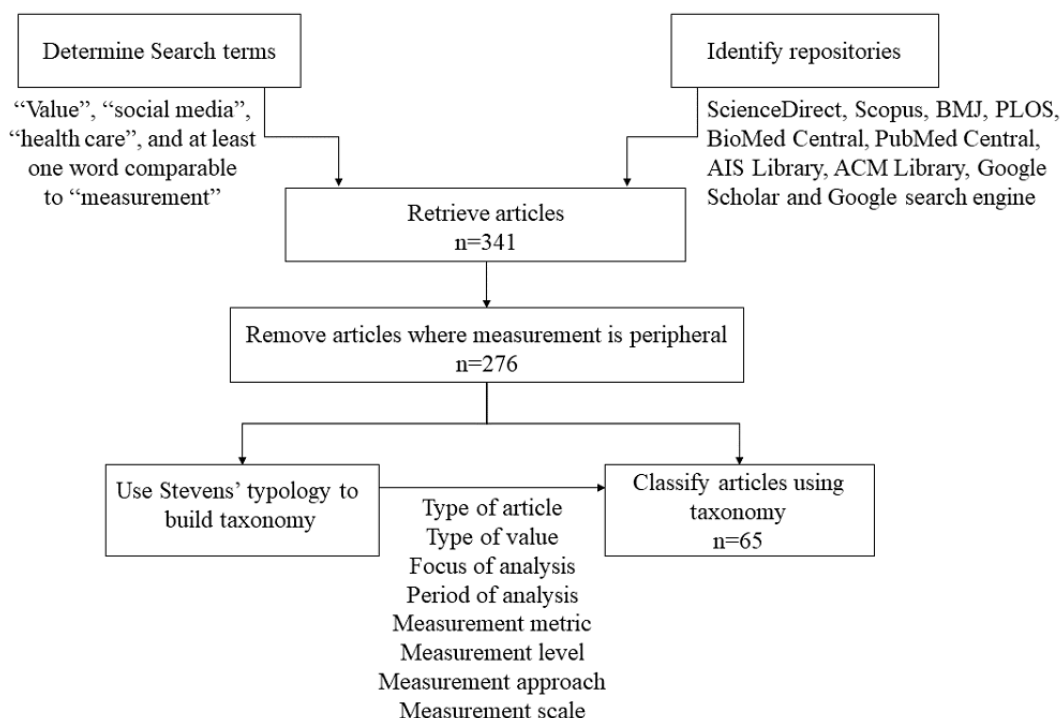 Determine Search terms
Identify repositories
“Value”, “social media”,
“health care”, and at least
one word comparable
to “measurement”
ScienceDirect, Scopus, BMJ, PLOS,
BioMed Central, PubMed Central,
AIS Library, ACM Library, Google
Scholar and Google search engine
Retrieve articles
n=341
Remove articles where measurement is peripheral
n=276
Use Stevens’ typology to
build taxonomy
Type of article
Type of value
Focus of analysis
Period of analysis
Measurement metric
Measurement level
Measurement approach
Measurement scale
Classify articles using
taxonomy
n=65